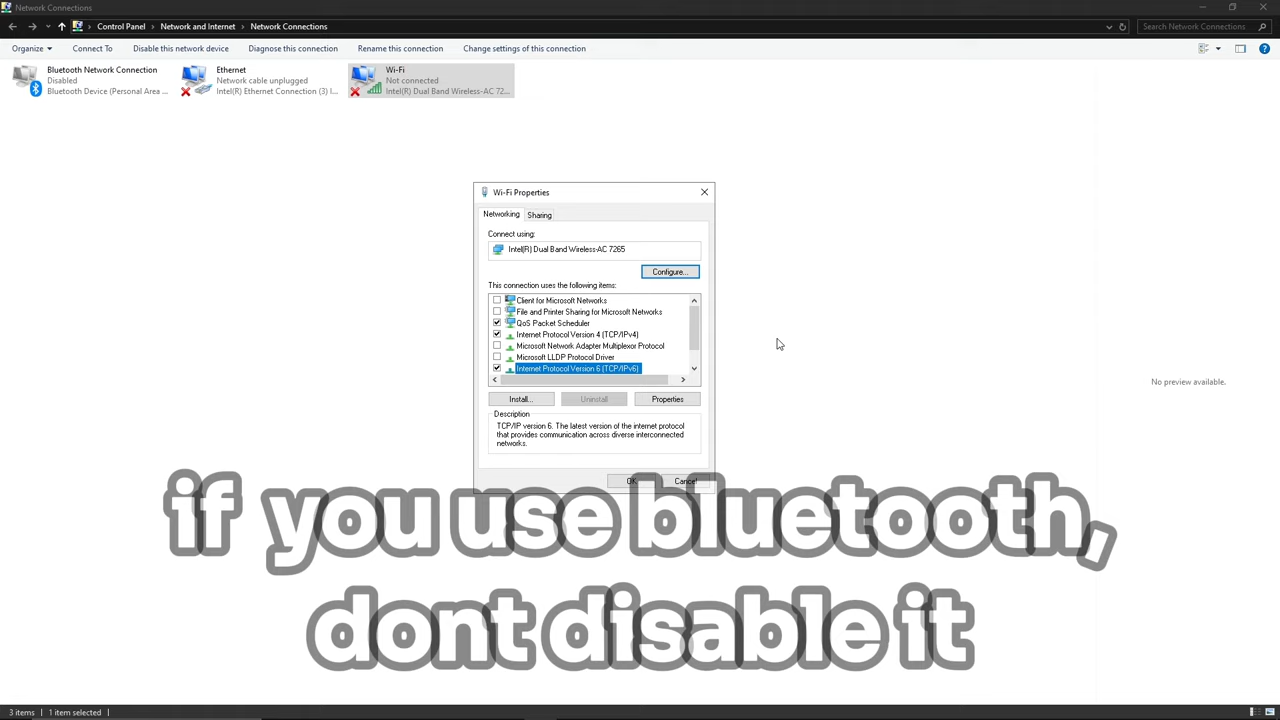 Network Connections
Control Panel Network and Internet Network Connections
Search Network Connections
Organize Connect To Disable this network device Diagnose this connection Rename this connection Change settings of this connection
Bluetooth Network Connection
Disabled
Bluetooth Device (Personal Area ...
Ethernet
Network cable unplugged
Intel(R) Ethernet Connection (3) I...
Wi-Fi
Not connected
Intel(R) Dual Band Wireless-AC 72...
Wi-Fi Properties
Networking Sharing
Connect using:
Intel(R) Dual Band Wireless-AC 7265
Configure...
This connection uses the following items:
Client for Microsoft Networks
File and Printer Sharing for Microsoft Networks
QoS Packet Scheduler
Internet Protocol Version 4 (TCP/IPv4)
Microsoft Network Adapter Multiplexor Protocol
Microsoft LLDP Protocol Driver
Internet Protocol Version 6 (TCP/IPv6)
Install... Uninstall Properties
Description
TCP/IP version 6. The latest version of the internet protocol
that provides communication across diverse interconnected
networks.
OK Cancel
No preview available.
if you use bluetooth,
dont disable it
3 items 1 item selected